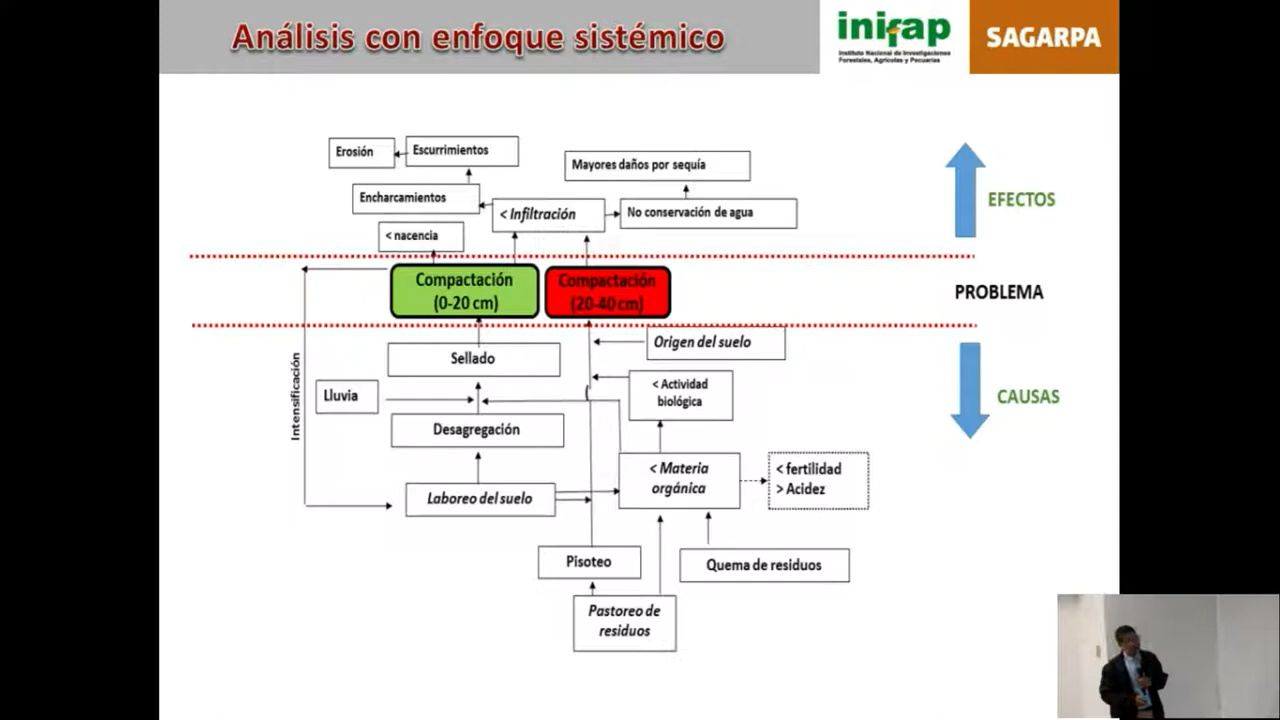 Análisis con enfoque sistémico
inifap
Instituto Nacional de Investigaciones
Forestales, Agrícolas y Pecuarias
SAGARPA
Erosión
Escurrimientos
Mayores daños por sequía
Encharcamientos
< Infiltración
No conservación de agua
< nacencia
EFECTOS
Compactación
(0-20 cm)
Compactación
(20-40 cm)
PROBLEMA
Origen del suelo
Sellado
< Actividad
biológica
Lluvia
Intensificación
CAUSAS
Desagregación
< Materia
orgánica
< fertilidad
> Acidez
Laboreo del suelo
Pisoteo
Quema de residuos
Pastoreo de
residuos